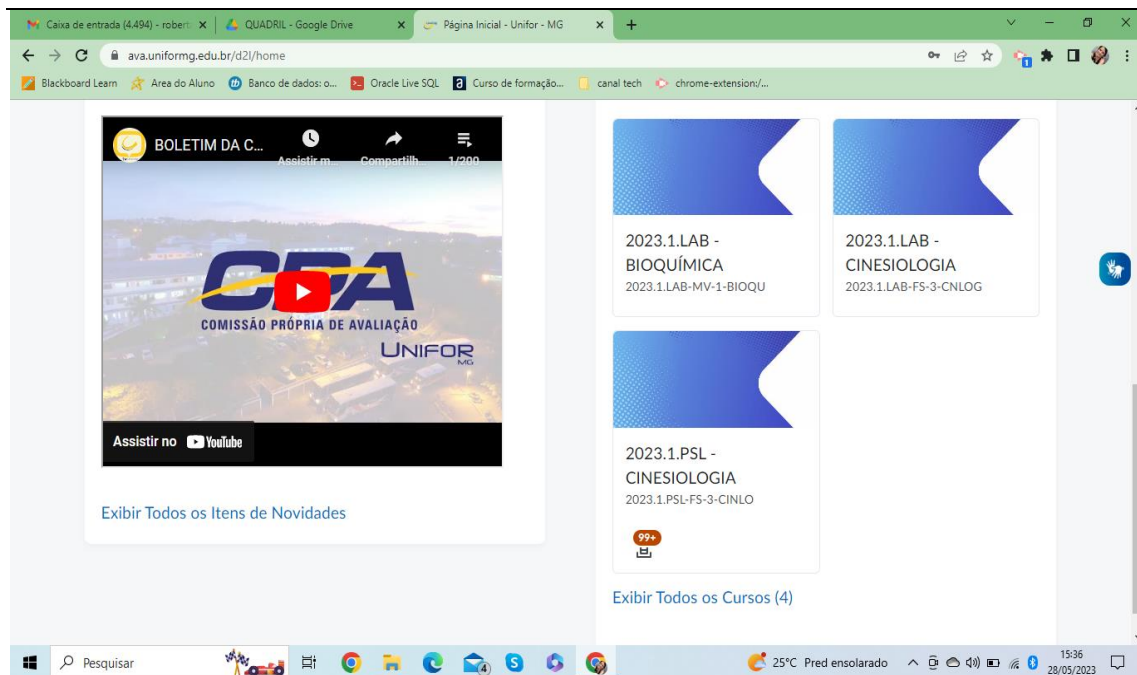 Caixa de entrada (4.494) - robert
QUADRIL - Google Drive
Página Inicial - Unifor - MG
ava.uniformg.edu.br/d2l/home
Blackboard Learn
Area do Aluno
Banco de dados: o...
Oracle Live SQL
Curso de formação...
canal tech
chrome-extension:/...
BOLETIM DA C...
Assistir m...
Compartilh...
1/200
CPA
COMISSÃO PRÓPRIA DE AVALIAÇÃO
UNIFOR
MG
Assistir no YouTube
Exibir Todos os Itens de Novidades
2023.1.LAB -
BIOQUÍMICA
2023.1.LAB-MV-1-BIOQU
2023.1.LAB -
CINESIOLOGIA
2023.1.LAB-FS-3-CNLOG
2023.1.PSL -
CINESIOLOGIA
2023.1.PSL-FS-3-CINLO
99+
Exibir Todos os Cursos (4)
Pesquisar
4
25°C Pred ensolarado
15:36
28/05/2023